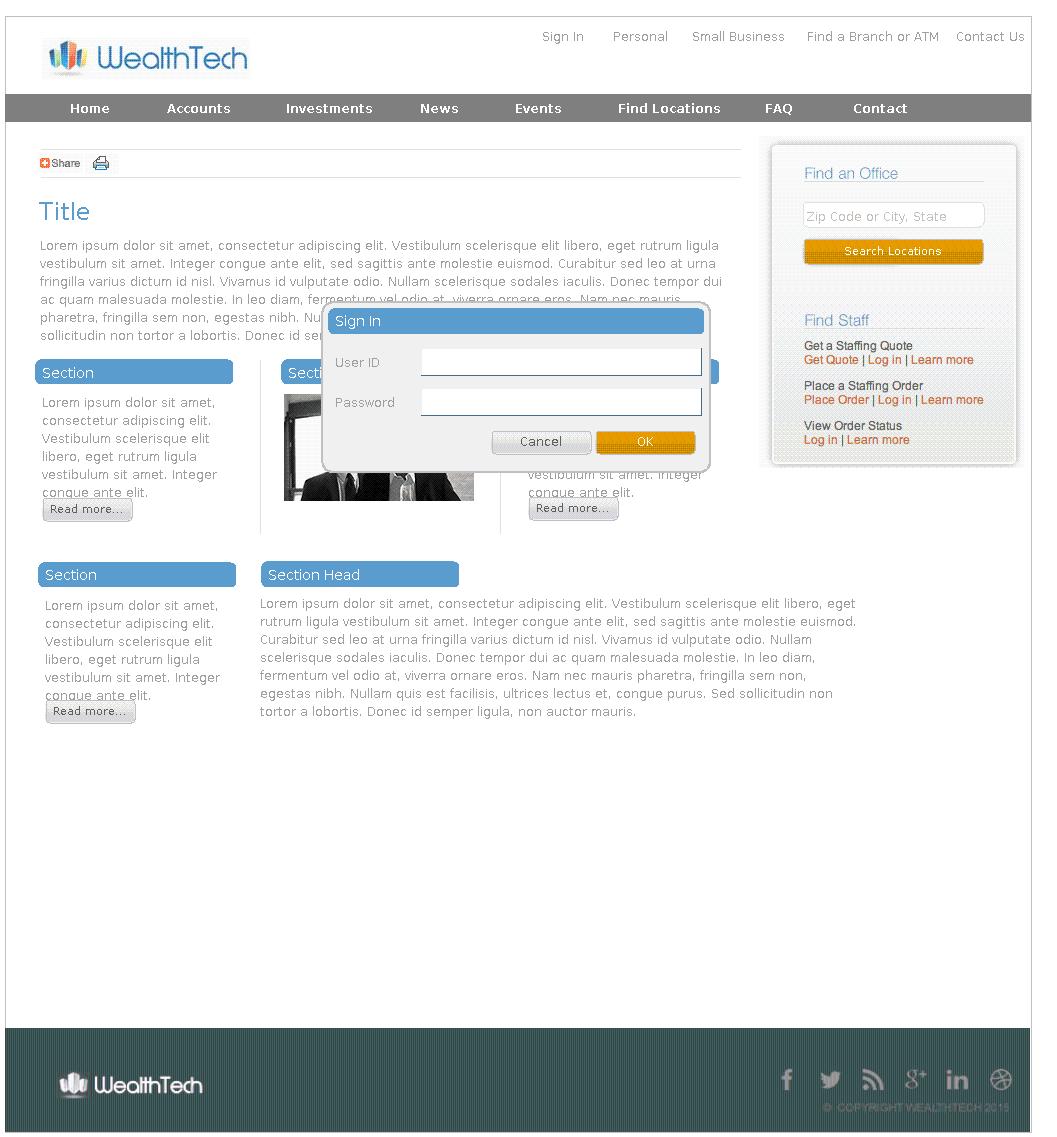 WealthTech
Sign In Personal Small Business Find a Branch or ATM Contact Us
Home Accounts Investments News Events Find Locations FAQ Contact
Share
Title
Lorem ipsum dolor sit amet, consectetur adipiscing elit. Vestibulum scelerisque elit libero, eget rutrum ligula
vestibulum sit amet. Integer congue ante elit, sed sagittis ante molestie euismod. Curabitur sed leo at urna
fringilla varius dictum id nisl. Vivamus id vulputate odio. Nullam scelerisque sodales iaculis. Donec tempor dui
ac quam malesuada molestie. In leo diam, fermentum vel odio at, viverra ornare eros. Nam nec mauris
pharetra, fringilla sem non, egestas nibh. Nu
sollicitudin non tortor a lobortis. Donec id se
Sign In
User ID
Password
Cancel OK
Section
Lorem ipsum dolor sit amet,
consectetur adipiscing elit.
Vestibulum scelerisque elit
libero, eget rutrum ligula
vestibulum sit amet. Integer
congue ante elit.
Read more...
Secti
vestibulum sit amet. Integer
congue ante elit.
Read more...
Section
Lorem ipsum dolor sit amet,
consectetur adipiscing elit.
Vestibulum scelerisque elit
libero, eget rutrum ligula
vestibulum sit amet. Integer
congue ante elit.
Read more...
Section Head
Lorem ipsum dolor sit amet, consectetur adipiscing elit. Vestibulum scelerisque elit libero, eget
rutrum ligula vestibulum sit amet. Integer congue ante elit, sed sagittis ante molestie euismod.
Curabitur sed leo at urna fringilla varius dictum id nisl. Vivamus id vulputate odio. Nullam
scelerisque sodales iaculis. Donec tempor dui ac quam malesuada molestie. In leo diam,
fermentum vel odio at, viverra ornare eros. Nam nec mauris pharetra, fringilla sem non,
egestas nibh. Nullam quis est facilisis, ultrices lectus et, congue purus. Sed sollicitudin non
tortor a lobortis. Donec id semper ligula, non auctor mauris.
Find an Office
Zip Code or City, State
Search Locations
Find Staff
Get a Staffing Quote
Get Quote | Log in | Learn more
Place a Staffing Order
Place Order | Log in | Learn more
View Order Status
Log in | Learn more
WealthTech
© COPYRIGHT WEALTHTECH 2015